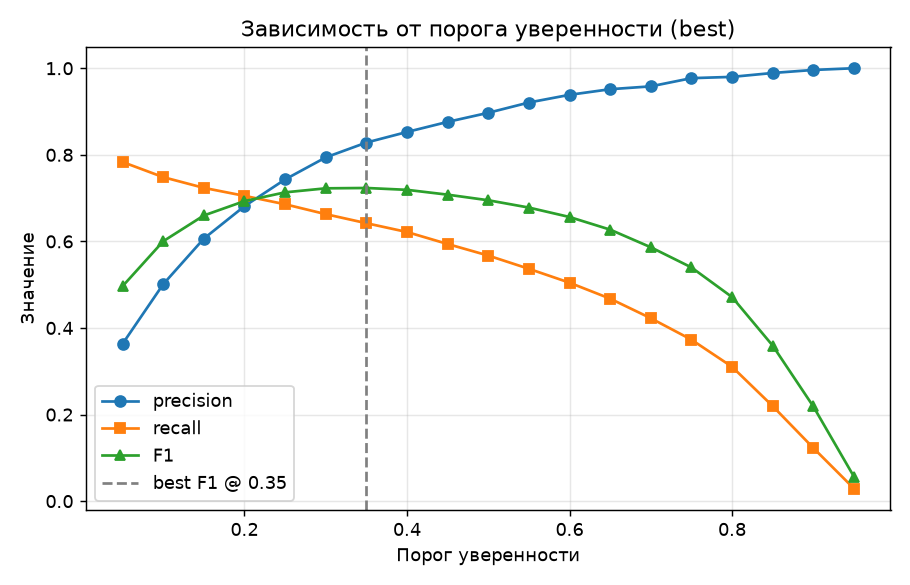 Зависимость от порога уверенности (best)
Значение
1.0
0.8
0.6
0.4
0.2
0.0
precision
recall
F1
best F1 @ 0.35
0.2 0.4 0.6 0.8
Порог уверенности